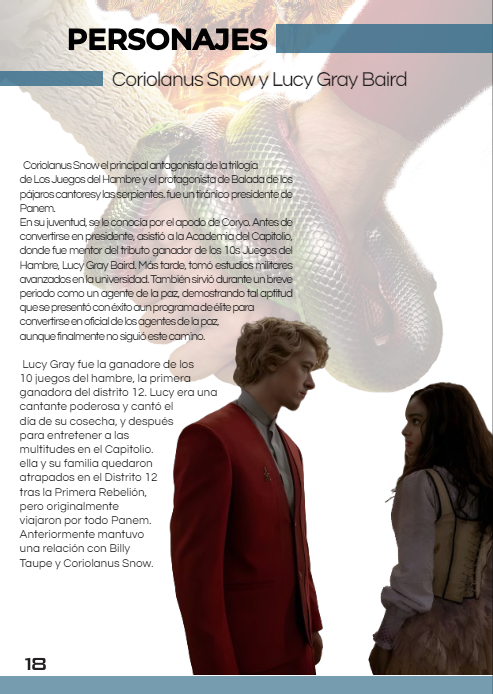 PERSONAJES
Coriolanus Snow y Lucy Gray Baird
Coriolanus Snow el principal antagonista de la trilogía
de Los Juegos del Hambre y el protagonista de Balada de los
pájaros cantores y las serpientes. fue un tiránico presidente de
Panem.
En su juventud, se le conocía por el apodo de Coryo. Antes de
convertirse en presidente, asistió a la Academia del Capitolio,
donde fue mentor del tributo ganador de los 10s Juegos del
Hambre, Lucy Gray Baird. Más tarde, tomó estudios militares
avanzados en la universidad. También sirvió durante un breve
periodo como un agente de la paz, demostrando tal aptitud
que se presentó con éxito a un programa de élite para
convertirse en oficial de los agentes de la paz,
aunque finalmente no siguió este camino.
Lucy Gray fue la ganadore de los
10 juegos del hambre, la primera
ganadora del distrito 12. Lucy era una
cantante poderosa y cantó el
día de su cosecha, y después
para entretener a las
multitudes en el Capitolio.
ella y su familia quedaron
atrapados en el Distrito 12
tras la Primera Rebelión,
pero originalmente
viajaron por todo Panem.
Anteriormente mantuvo
una relación con Billy
Taupe y Coriolanus Snow.
18